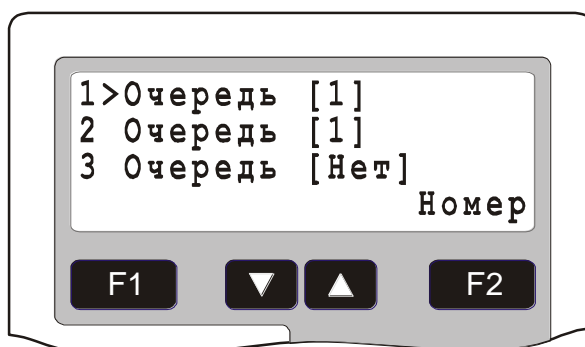 1>Очередь [1]
2 Очередь [1]
3 Очередь [Нет]
Номер
F1 F2